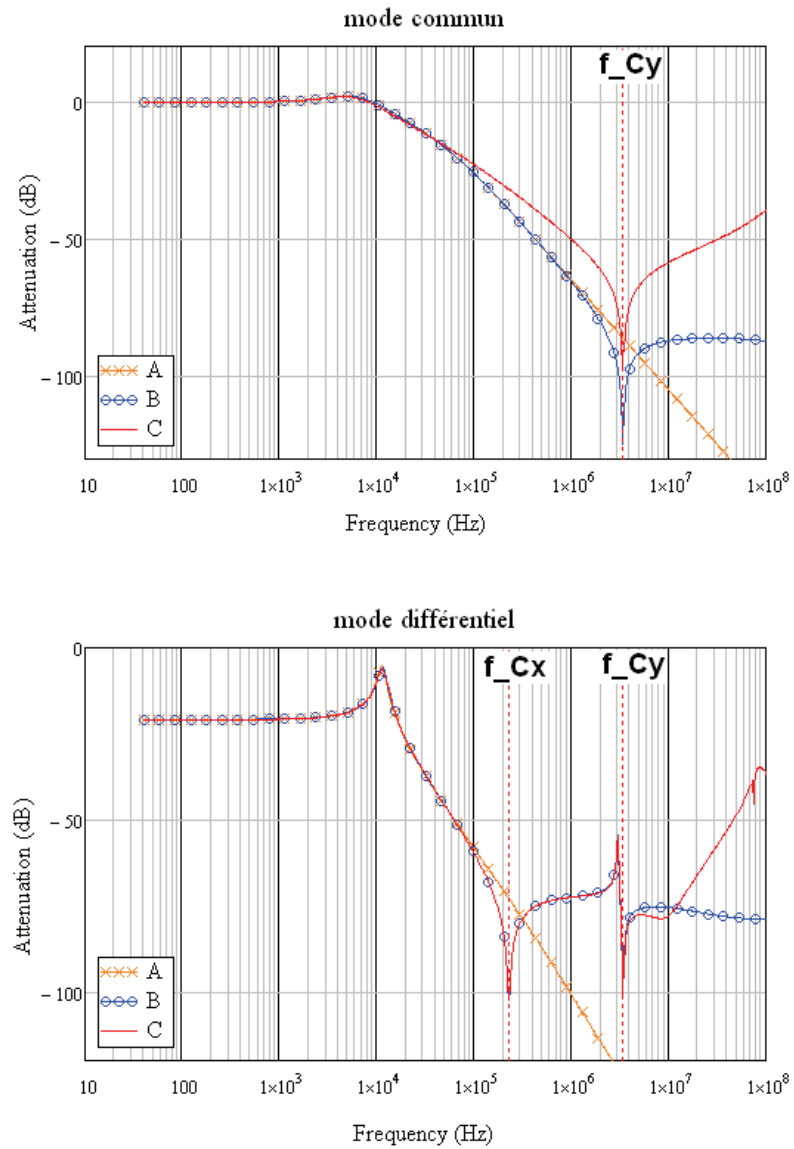 mode commun
f_Cy
0
− 50
− 100
Attenuation (dB)
A
B
C
10
100
1×10³
1×10⁴
1×10⁵
1×10⁶
1×10⁷
1×10⁸
Frequency (Hz)
mode différentiel
f_Cx
f_Cy
0
− 50
− 100
Attenuation (dB)
A
B
C
10
100
1×10³
1×10⁴
1×10⁵
1×10⁶
1×10⁷
1×10⁸
Frequency (Hz)